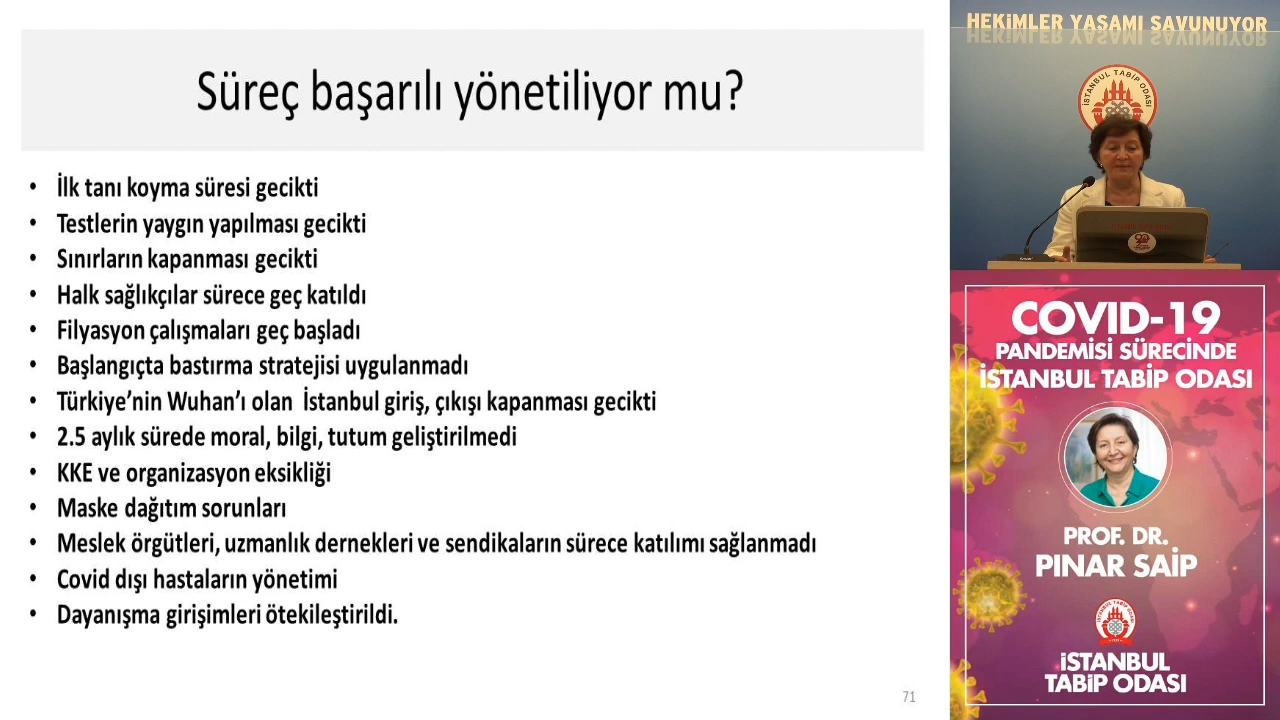 Süreç başarılı yönetiliyor mu?
• İlk tanı koyma süresi gecikti
• Testlerin yaygın yapılması gecikti
• Sınırların kapanması gecikti
• Halk sağlıkçılar sürece geç katıldı
• Filyasyon çalışmaları geç başladı
• Başlangıçta bastırma stratejisi uygulanmadı
• Türkiye’nin Wuhan’ı olan İstanbul giriş, çıkışı kapanması gecikti
• 2.5 aylık sürede moral, bilgi, tutum geliştirilmedi
• KKE ve organizasyon eksikliği
• Maske dağıtım sorunları
• Meslek örgütleri, uzmanlık dernekleri ve sendikaların sürece katılımı sağlanmadı
• Covid dışı hastaların yönetimi
• Dayanışma girişimleri ötekileştirildi.
71
HEKİMLER YAŞAMI SAVUNUYOR
İSTANBUL TABİP ODASI
COVID-19
PANDEMİSİ SÜRECİNDE
İSTANBUL TABİP ODASI
PROF. DR.
PINAR SAİP
İSTANBUL
TABİP ODASI